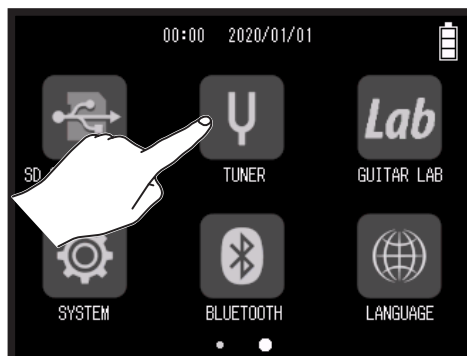 00:00 2020/01/01
Lab
SD
TUNER
GUITAR LAB
SYSTEM
BLUETOOTH
LANGUAGE